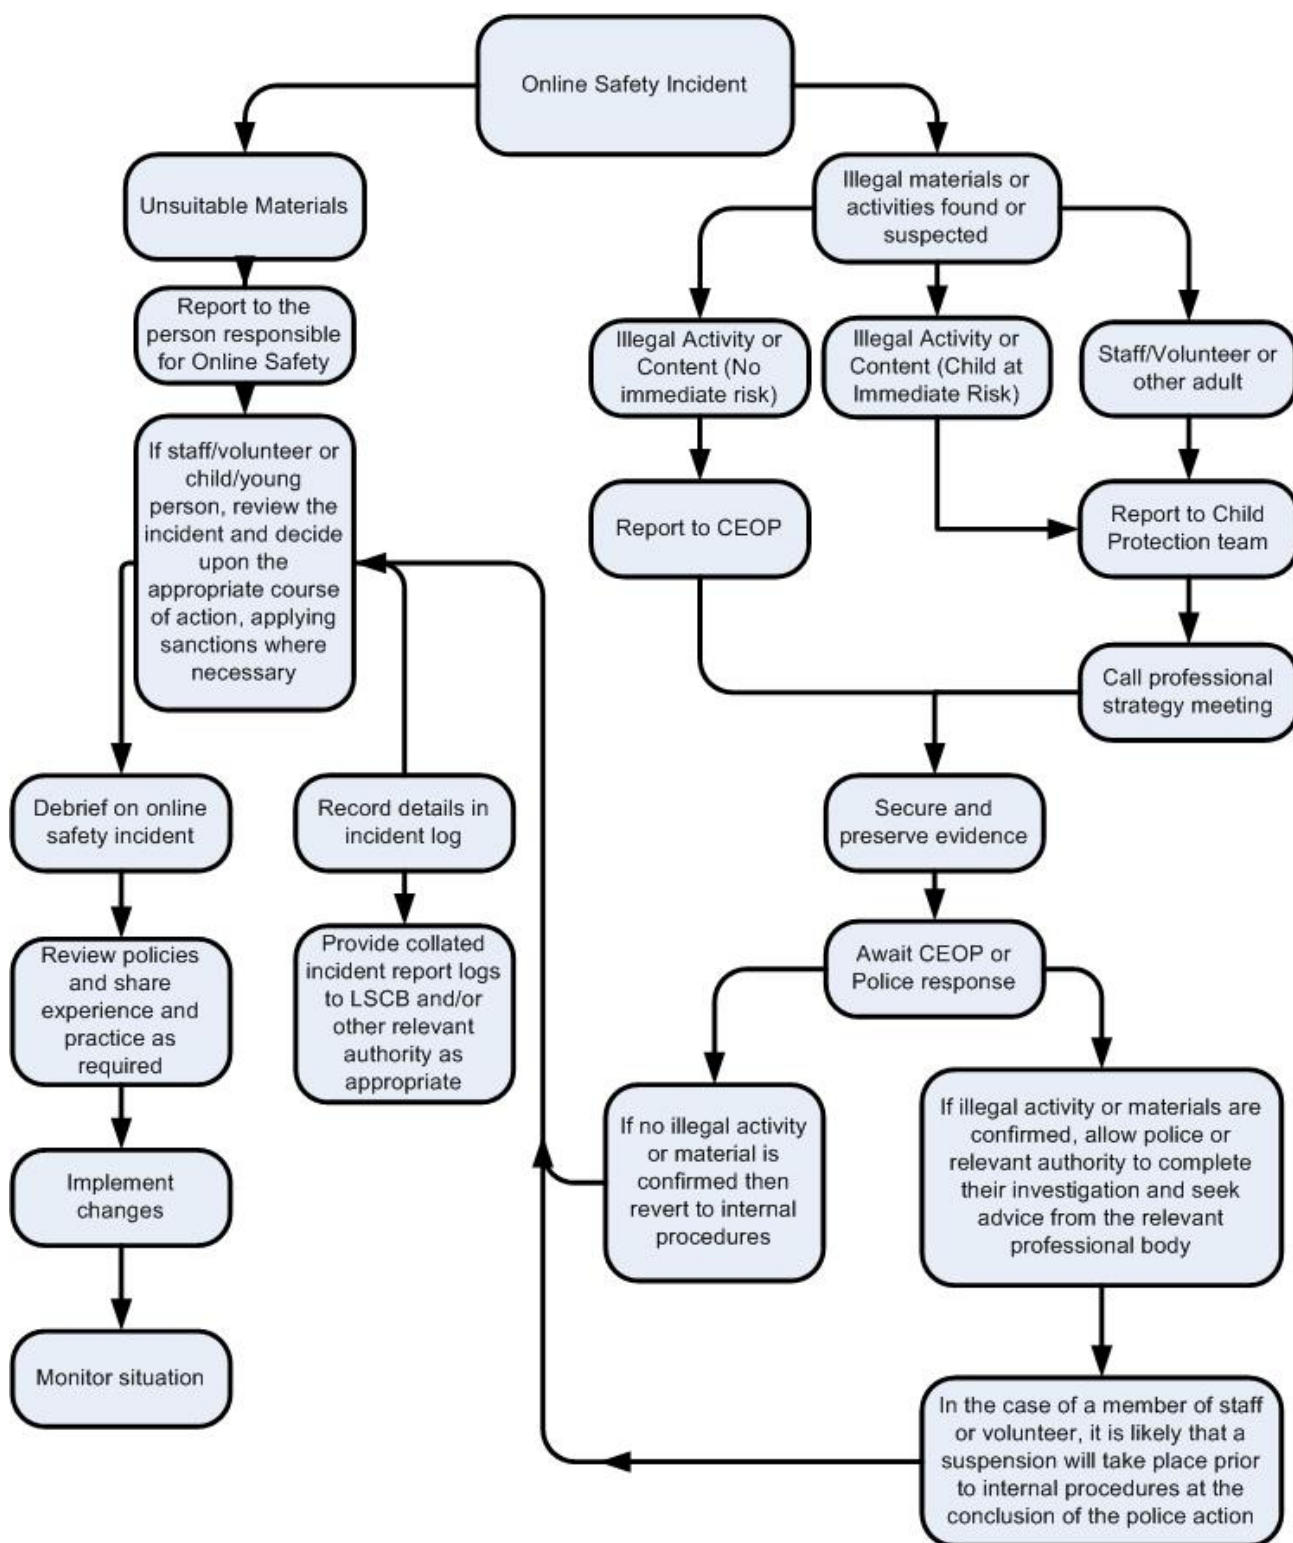 Online Safety Incident
Unsuitable Materials
Report to the
person responsible
for Online Safety
If staff/volunteer or
child/young
person, review the
incident and decide
upon the
appropriate course
of action, applying
sanctions where
necessary
Debrief on online
safety incident
Review policies
and share
experience and
practice as
required
Implement
changes
Monitor situation
Record details in
incident log
Provide collated
incident report logs
to LSCB and/or
other relevant
authority as
appropriate
Illegal materials or
activities found or
suspected
Illegal Activity or
Content (No
immediate risk)
Illegal Activity or
Content (Child at
Immediate Risk)
Staff/Volunteer or
other adult
Report to CEOP
Report to Child
Protection team
Call professional
strategy meeting
Secure and
preserve evidence
Await CEOP or
Police response
If no illegal activity
or material is
confirmed then
revert to internal
procedures
If illegal activity or materials are
confirmed, allow police or
relevant authority to complete
their investigation and seek
advice from the relevant
professional body
In the case of a member of staff
or volunteer, it is likely that a
suspension will take place prior
to internal procedures at the
conclusion of the police action